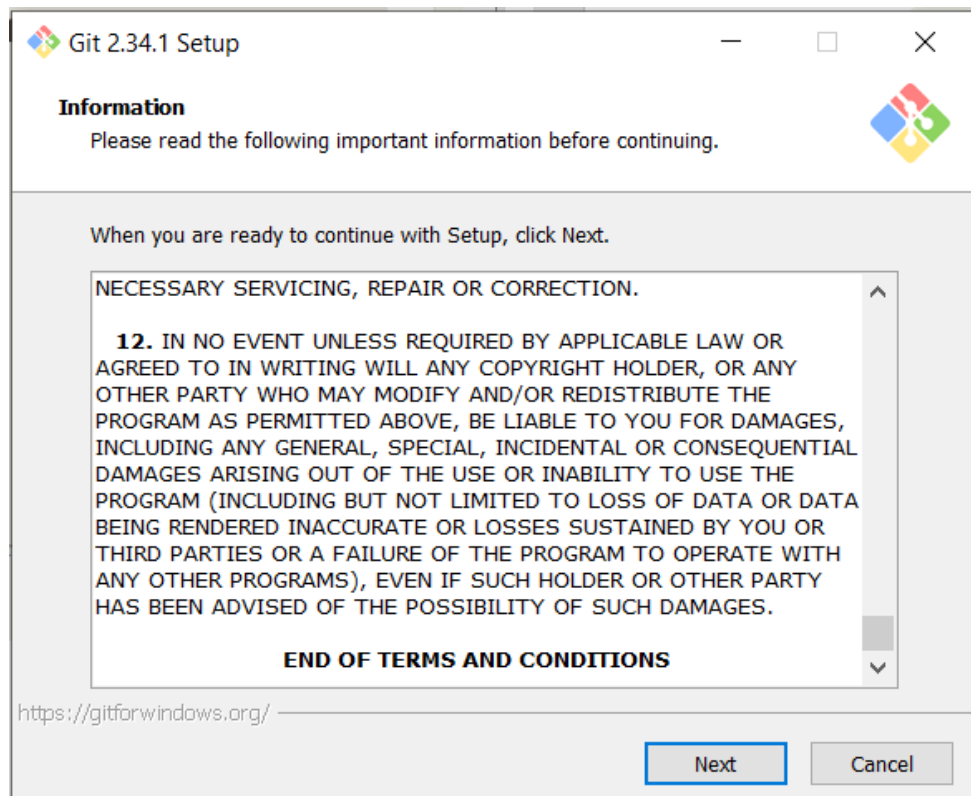 Git 2.34.1 Setup
Information
Please read the following important information before continuing.
When you are ready to continue with Setup, click Next.
NECESSARY SERVICING, REPAIR OR CORRECTION.
12. IN NO EVENT UNLESS REQUIRED BY APPLICABLE LAW OR
AGREED TO IN WRITING WILL ANY COPYRIGHT HOLDER, OR ANY
OTHER PARTY WHO MAY MODIFY AND/OR REDISTRIBUTE THE
PROGRAM AS PERMITTED ABOVE, BE LIABLE TO YOU FOR DAMAGES,
INCLUDING ANY GENERAL, SPECIAL, INCIDENTAL OR CONSEQUENTIAL
DAMAGES ARISING OUT OF THE USE OR INABILITY TO USE THE
PROGRAM (INCLUDING BUT NOT LIMITED TO LOSS OF DATA OR DATA
BEING RENDERED INACCURATE OR LOSSES SUSTAINED BY YOU OR
THIRD PARTIES OR A FAILURE OF THE PROGRAM TO OPERATE WITH
ANY OTHER PROGRAMS), EVEN IF SUCH HOLDER OR OTHER PARTY
HAS BEEN ADVISED OF THE POSSIBILITY OF SUCH DAMAGES.
END OF TERMS AND CONDITIONS
https://gitforwindows.org/
Next Cancel